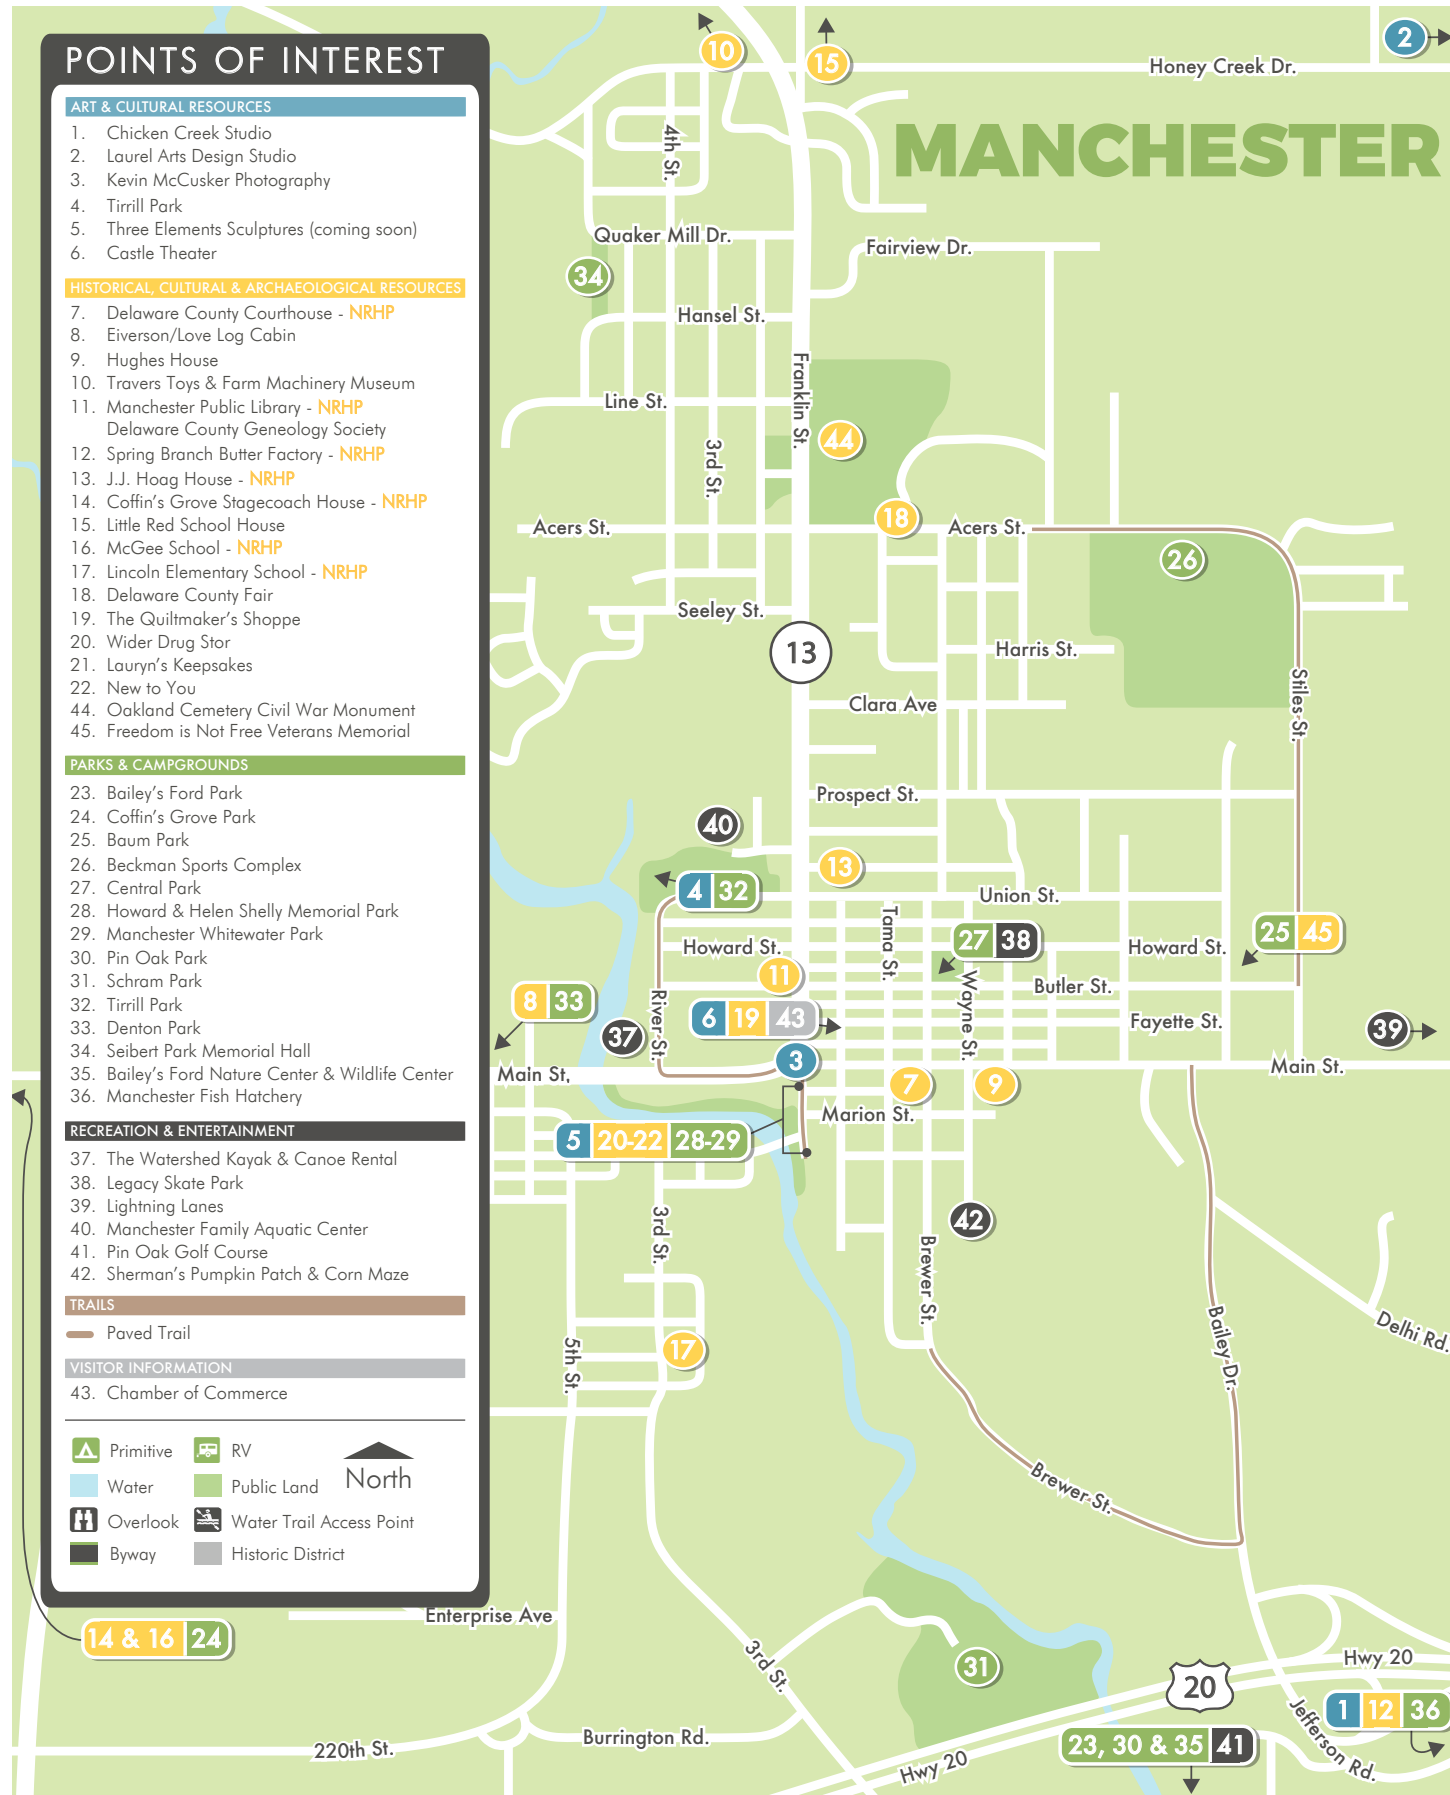 POINTS OF INTEREST
ART & CULTURAL RESOURCES
1. Chicken Creek Studio
2. Laurel Arts Design Studio
3. Kevin McCusker Photography
4. Tirrill Park
5. Three Elements Sculptures (coming soon)
6. Castle Theater
HISTORICAL, CULTURAL & ARCHAEOLOGICAL RESOURCES
7. Delaware County Courthouse - NRHP
8. Eiverson/Love Log Cabin
9. Hughes House
10. Travers Toys & Farm Machinery Museum
11. Manchester Public Library - NRHP
Delaware County Geneology Society
12. Spring Branch Butter Factory - NRHP
13. J.J. Hoag House - NRHP
14. Coffin's Grove Stagecoach House - NRHP
15. Little Red School House
16. McGee School - NRHP
17. Lincoln Elementary School - NRHP
18. Delaware County Fair
19. The Quiltmaker's Shoppe
20. Wider Drug Stor
21. Lauryn's Keepsakes
22. New to You
44. Oakland Cemetery Civil War Monument
45. Freedom is Not Free Veterans Memorial
PARKS & CAMPGROUNDS
23. Bailey's Ford Park
24. Coffin's Grove Park
25. Baum Park
26. Beckman Sports Complex
27. Central Park
28. Howard & Helen Shelly Memorial Park
29. Manchester Whitewater Park
30. Pin Oak Park
31. Schram Park
32. Tirrill Park
33. Denton Park
34. Seibert Park Memorial Hall
35. Bailey's Ford Nature Center & Wildlife Center
36. Manchester Fish Hatchery
RECREATION & ENTERTAINMENT
37. The Watershed Kayak & Canoe Rental
38. Legacy Skate Park
39. Lightning Lanes
40. Manchester Family Aquatic Center
41. Pin Oak Golf Course
42. Sherman's Pumpkin Patch & Corn Maze
TRAILS
Paved Trail
VISITOR INFORMATION
43. Chamber of Commerce
Primitive
RV
North
Water
Public Land
Overlook
Water Trail Access Point
Byway
Historic District
MANCHESTER
10
15
2
Honey Creek Dr.
4th St.
Quaker Mill Dr.
Fairview Dr.
34
Hansel St.
Franklin St.
Line St.
44
3rd St.
18
Acers St.
Acers St.
26
Seeley St.
13
Harris St.
Stiles St.
Clara Ave
Prospect St.
40
13
4 32
Union St.
Tama St.
27 38
25 45
Howard St.
Howard St.
11
Wayne St.
Butler St.
8 33
River St.
6 19 43
Fayette St.
37
39
3
Main St.
Main St.
7
9
Marion St.
5 20-22 28-29
42
3rd St.
Brewer St.
Bailey Dr.
Delhi Rd.
5th St.
17
Brewer St.
Enterprise Ave
14 & 16 24
3rd St.
31
Hwy 20
20
1 12 36
Jefferson Rd.
Burrington Rd.
220th St.
23, 30 & 35 41
Hwy 20